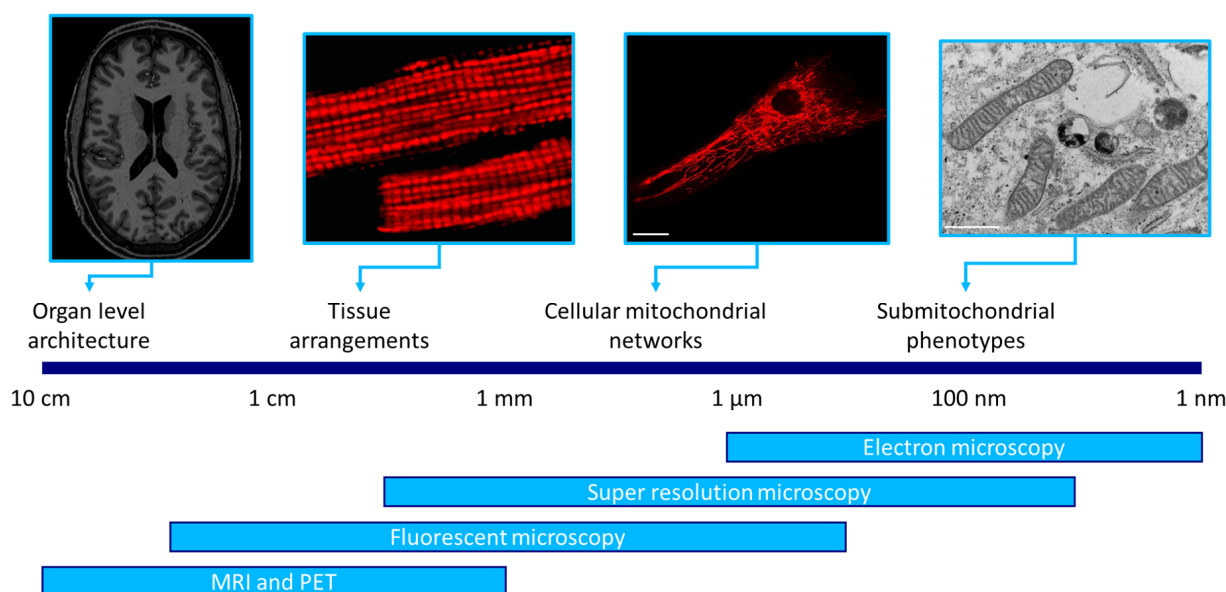 Organ level
architecture
Tissue
arrangements
Cellular mitochondrial
networks
Submitochondrial
phenotypes
10 cm
1 cm
1 mm
1 μm
100 nm
1 nm
Electron microscopy
Super resolution microscopy
Fluorescent microscopy
MRI and PET